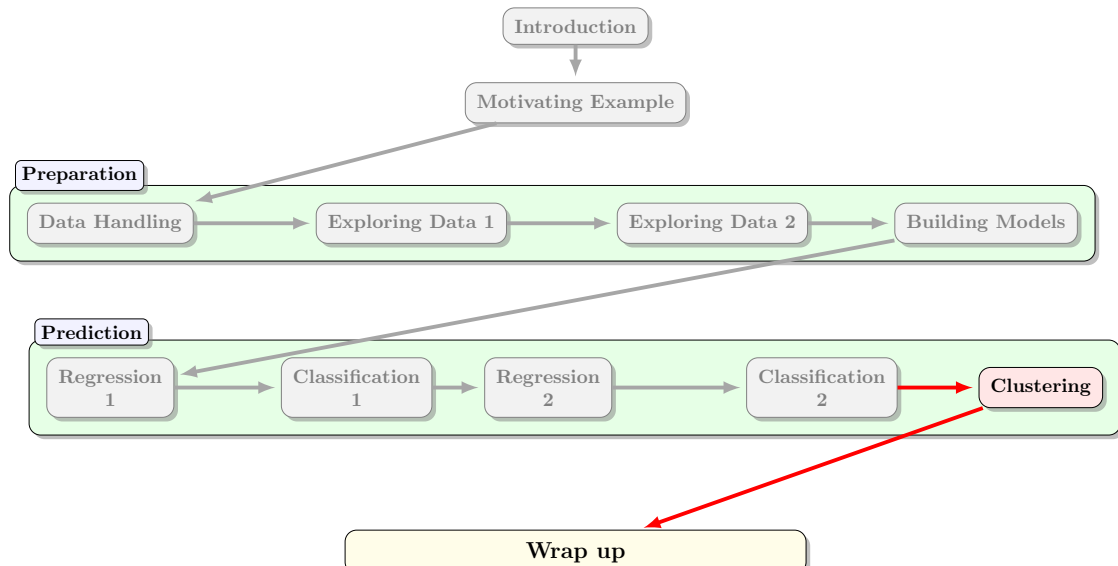 Introduction
Motivating Example
Preparation
Data Handling
Exploring Data 1
Exploring Data 2
Building Models
Prediction
Regression
1
Classification
1
Regression
2
Classification
2
Clustering
Wrap up